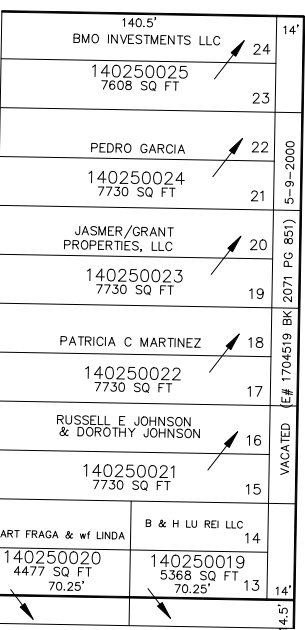 140.5'
14'
BMO INVESTMENTS LLC
24
140250025
7608 SQ FT
23
PEDRO GARCIA
22
140250024
7730 SQ FT
21
JASMER/GRANT
PROPERTIES, LLC
20
140250023
7730 SQ FT
19
PATRICIA C MARTINEZ
18
140250022
7730 SQ FT
17
RUSSELL E JOHNSON
& DOROTHY JOHNSON
16
140250021
7730 SQ FT
15
VACATED (E# 1704519 BK 2071 PG 851) 5-9-2000
ART FRAGA & wf LINDA
140250020
4477 SQ FT
70.25'
B & H LU REI LLC
14
140250019
5368 SQ FT
70.25'
13
14'
4.5'